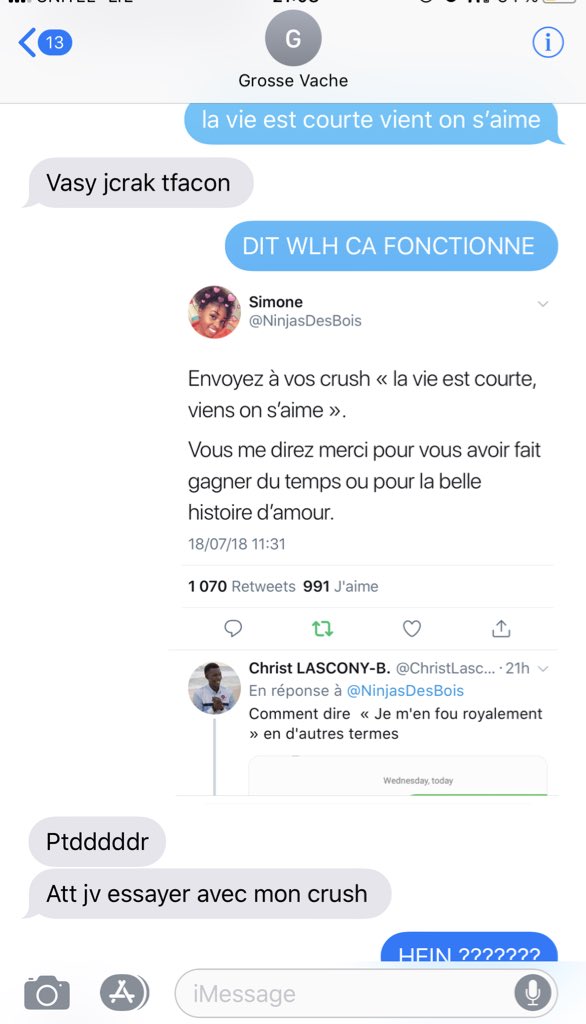 13
G
Grosse Vache
la vie est courte vient on s’aime
Vasy jcrak tfacon
DIT WLH CA FONCTIONNE
Simone
@NinjasDesBois
Envoyez à vos crush « la vie est courte,
viens on s’aime ».
Vous me direz merci pour vous avoir fait
gagner du temps ou pour la belle
histoire d’amour.
18/07/18 11:31
1 070 Retweets 991 J'aime
Christ LASCONY-B. @ChristLasc... · 21h
En réponse à @NinjasDesBois
Comment dire « Je m'en fou royalement
» en d'autres termes
Wednesday, today
Ptdddddr
Att jv essayer avec mon crush
HEIN ???????
iMessage